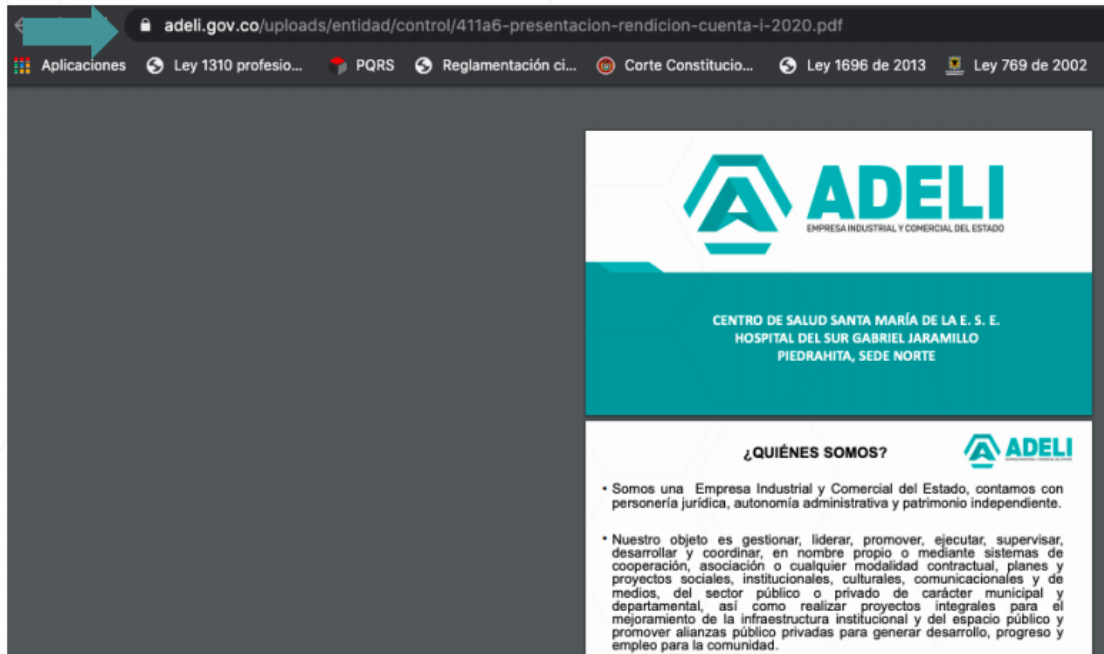 adeli.gov.co/uploads/entidad/control/411a6-presentacion-rendicion-cuenta-i-2020.pdf
Aplicaciones Ley 1310 profesio... PQRS Reglamentación ci... Corte Constitucio... Ley 1696 de 2013 Ley 769 de 2002
ADELI
EMPRESA INDUSTRIAL Y COMERCIAL DEL ESTADO
CENTRO DE SALUD SANTA MARÍA DE LA E. S. E.
HOSPITAL DEL SUR GABRIEL JARAMILLO
PIEDRAHITA, SEDE NORTE
¿QUIÉNES SOMOS?
ADELI
• Somos una Empresa Industrial y Comercial del Estado, contamos con
personería jurídica, autonomía administrativa y patrimonio independiente.
• Nuestro objeto es gestionar, liderar, promover, ejecutar, supervisar,
desarrollar y coordinar, en nombre propio o mediante sistemas de
cooperación, asociación o cualquier modalidad contractual, planes y
proyectos sociales, institucionales, culturales, comunicacionales y de
medios, del sector público o privado de carácter municipal y
departamental, así como realizar proyectos integrales para el
mejoramiento de la infraestructura institucional y del espacio público y
promover alianzas público privadas para generar desarrollo, progreso y
empleo para la comunidad.